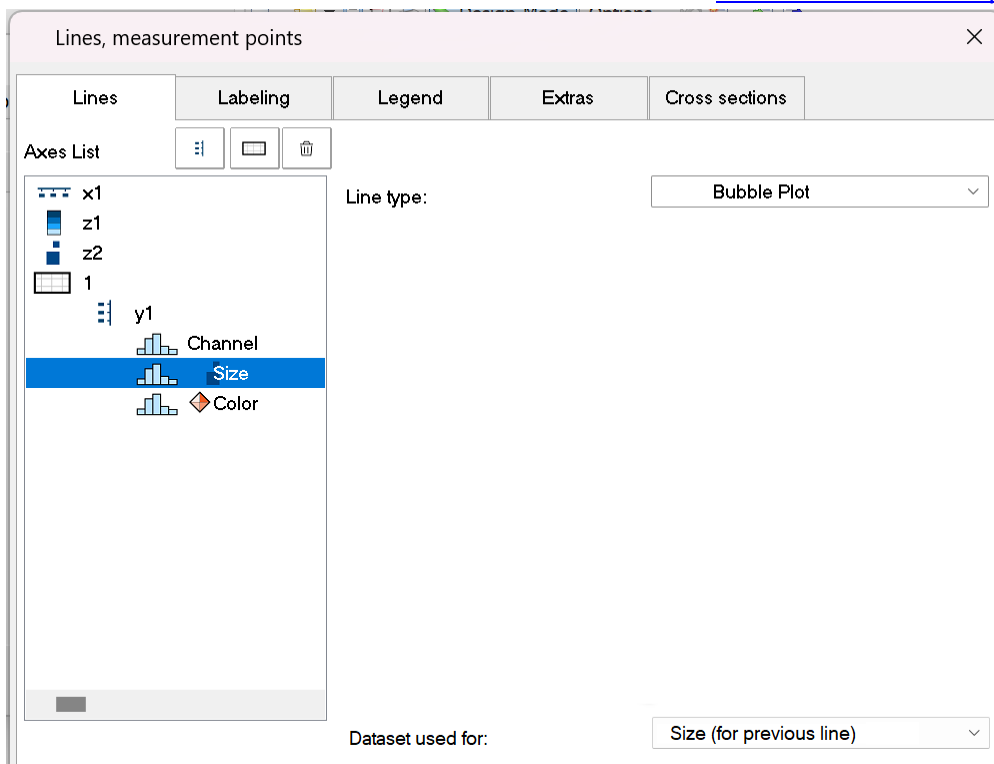 Lines, measurement points
Lines
Labeling
Legend
Extras
Cross sections
Axes List
x1
z1
z2
1
y1
Channel
Size
Color
Line type:
Bubble Plot
Dataset used for:
Size (for previous line)